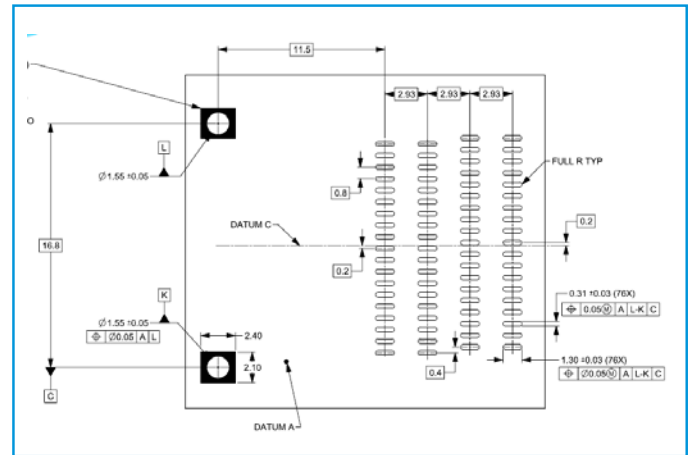 11.5
2.93 2.93 2.93
)
O
L
Ø1.55 ±0.05
FULL R TYP
0.8
DATUM C
0.2
16.8
0.2
K
0.31 ±0.03 (76X)
⌖ 0.05Ⓜ A L-K C
Ø1.55 ±0.05
⌖ Ø0.05 A L
2.40
2.10
0.4
1.30 ±0.03 (76X)
⌖ Ø0.05Ⓜ A L-K C
DATUM A